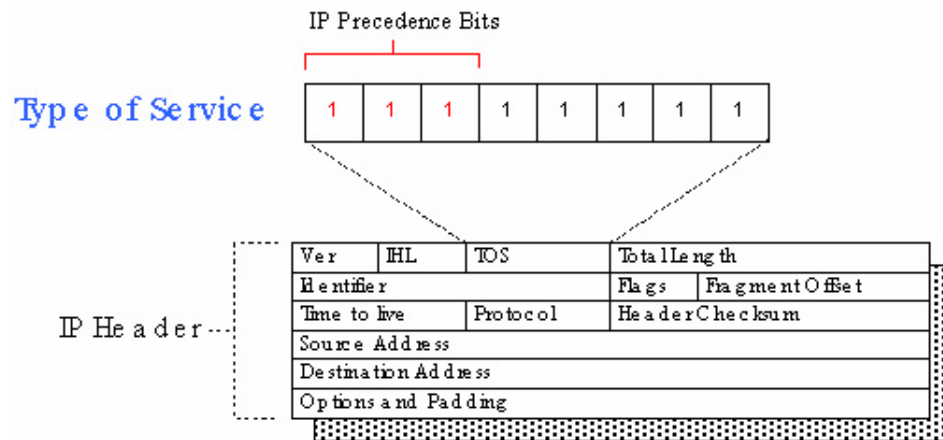 IP Precedence Bits
Type of Service 1 1 1 1 1 1 1 1
Ver IHL TOS Total Length
Identifier Flags Fragment Offset
IP Header Time to live Protocol Header Checksum
Source Address
Destination Address
Options and Padding